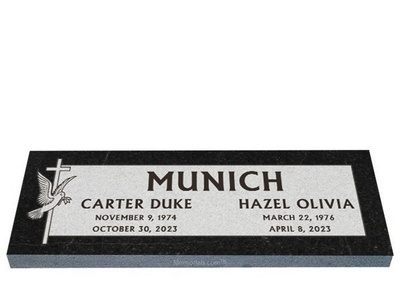 MUNICH
CARTER DUKE HAZEL OLIVIA
NOVEMBER 9, 1974 MARCH 22, 1976
OCTOBER 30, 2023 APRIL 8, 2023